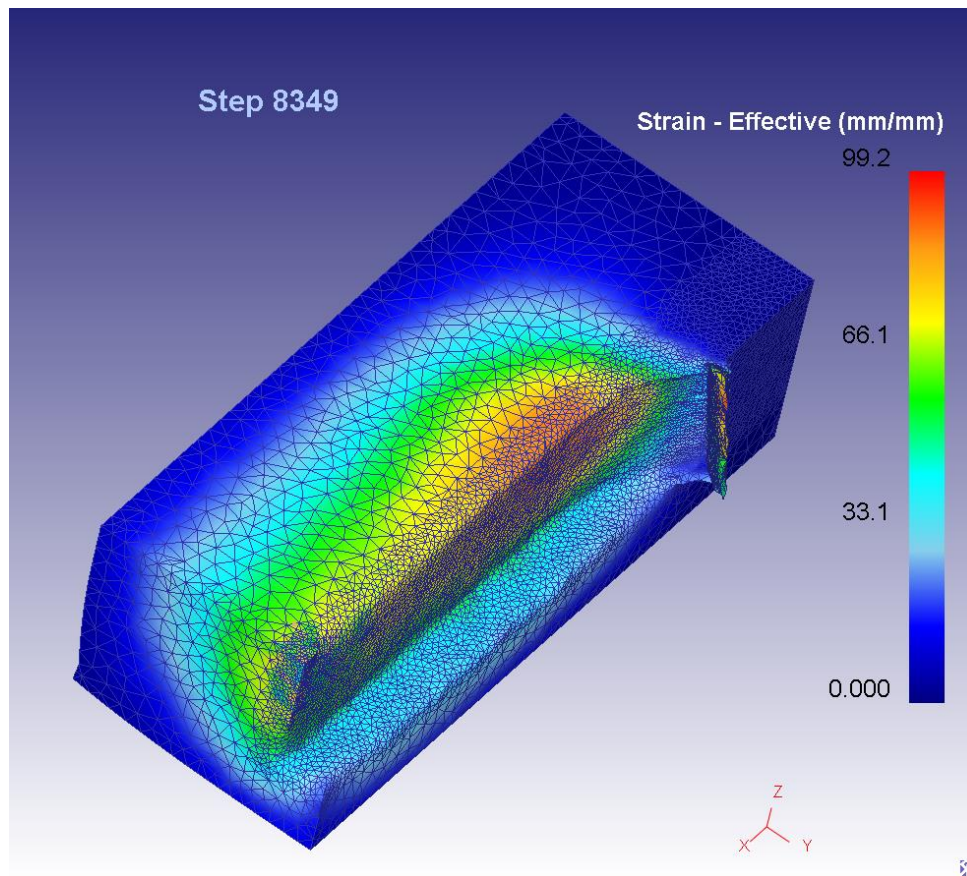 Step 8349
Strain - Effective (mm/mm)
99.2
66.1
33.1
0.000
Z
X
Y